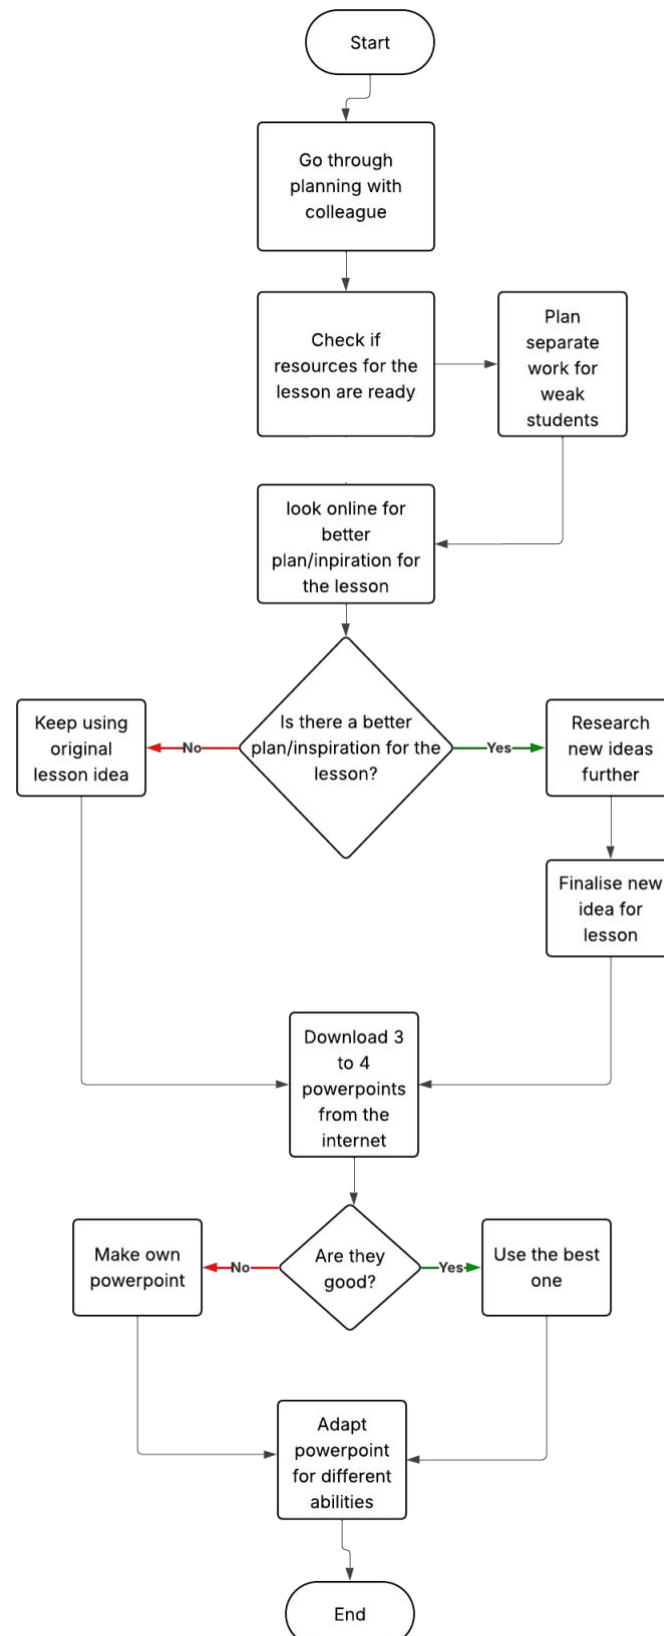 Start
Go through
planning with
colleague
Check if
resources for the
lesson are ready
Plan
separate
work for
weak
students
look online for
better
plan/inpiration for
the lesson
Is there a better
plan/inspiration for the
lesson?
No
Yes
Keep using
original
lesson idea
Research
new ideas
further
Finalise new
idea for
lesson
Download 3
to 4
powerpoints
from the
internet
Are they
good?
No
Yes
Make own
powerpoint
Use the best
one
Adapt
powerpoint
for different
abilities
End